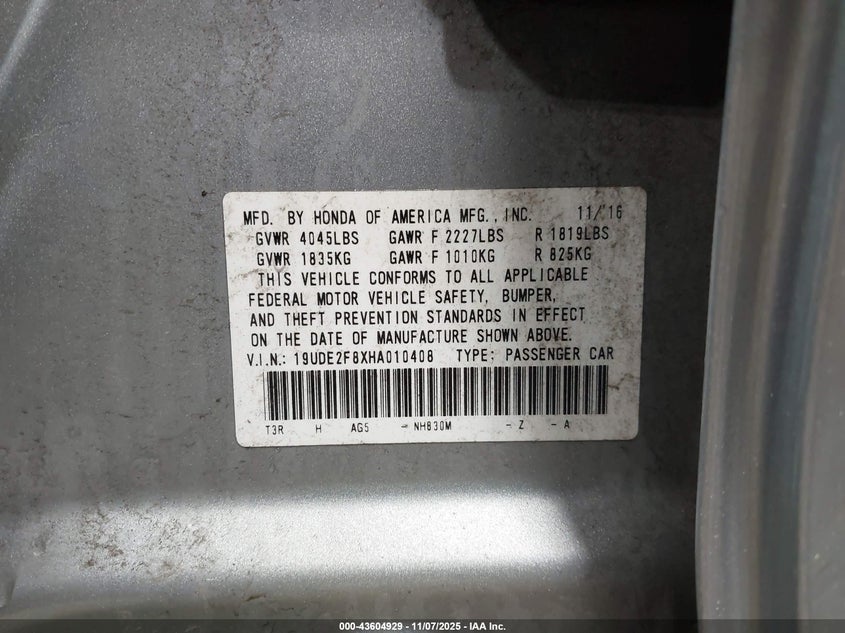 MFD. BY HONDA OF AMERICA MFG., INC. 11/'16
GVWR 4045LBS GAWR F 2227LBS R 1819LBS
GVWR 1835KG GAWR F 1010KG R 825KG
THIS VEHICLE CONFORMS TO ALL APPLICABLE
FEDERAL MOTOR VEHICLE SAFETY, BUMPER,
AND THEFT PREVENTION STANDARDS IN EFFECT
ON THE DATE OF MANUFACTURE SHOWN ABOVE.
V.I.N.: 19UDE2F8XHA010408 TYPE: PASSENGER CAR
T3R H AG5 - NH830M - Z - A
000-43604929 - 11/07/2025 - IAA Inc.